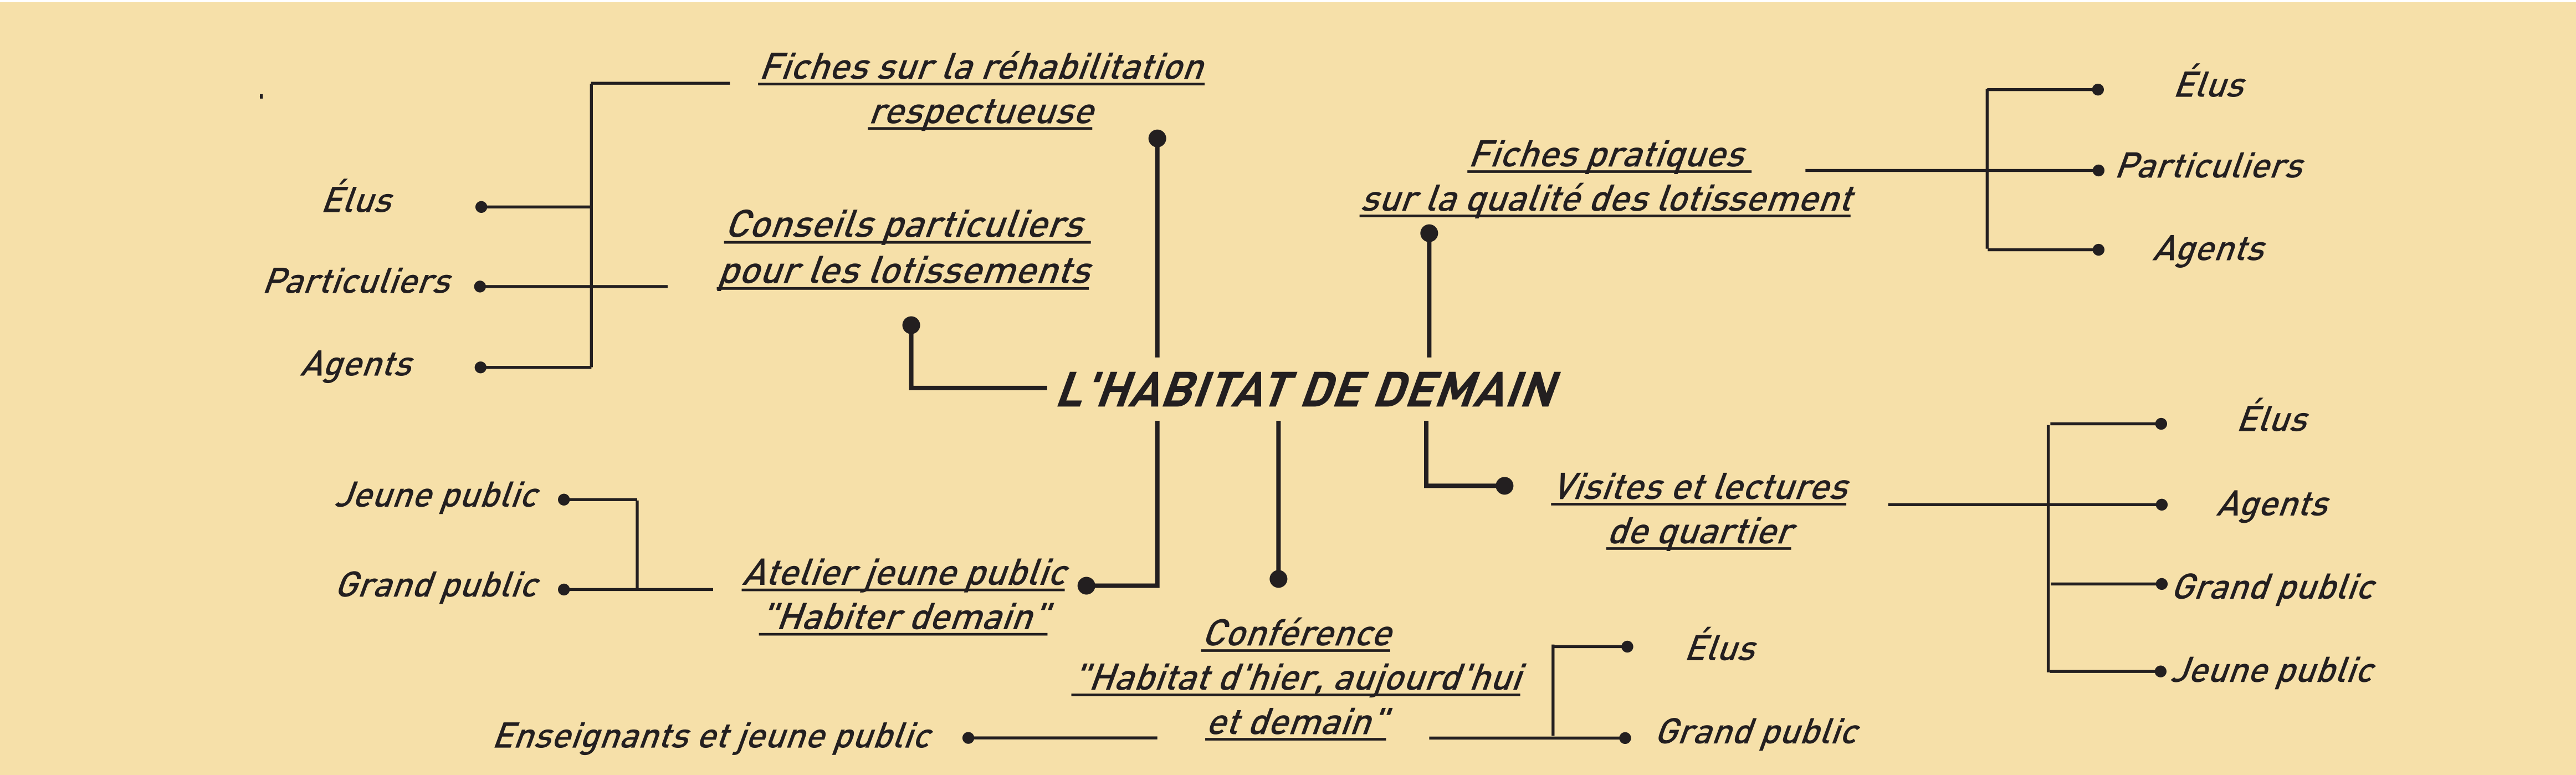 Fiches sur la réhabilitation
respectueuse
Élus
Particuliers
Agents
Conseils particuliers
pour les lotissements
Fiches pratiques
sur la qualité des lotissement
Élus
Particuliers
Agents
L'HABITAT DE DEMAIN
Jeune public
Grand public
Atelier jeune public
"Habiter demain"
Visites et lectures
de quartier
Élus
Agents
Grand public
Jeune public
Conférence
"Habitat d'hier, aujourd'hui
et demain"
Enseignants et jeune public
Élus
Grand public